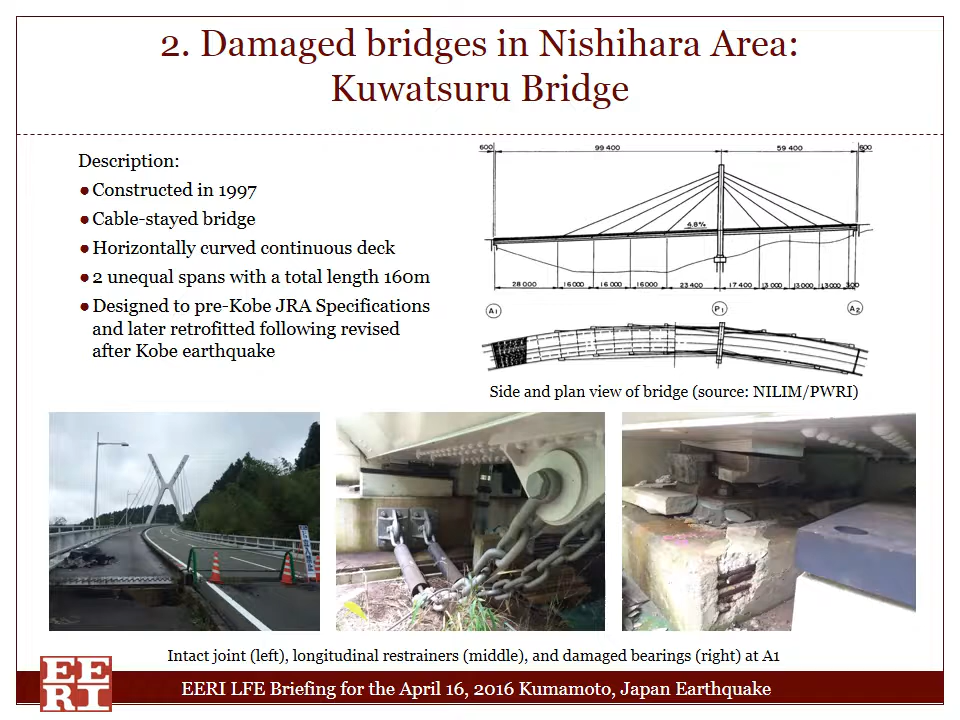 2. Damaged bridges in Nishihara Area:
Kuwatsuru Bridge
Description:
●Constructed in 1997
●Cable-stayed bridge
●Horizontally curved continuous deck
●2 unequal spans with a total length 160m
●Designed to pre-Kobe JRA Specifications
and later retrofitted following revised
after Kobe earthquake
600 99 400 59 400 600
4.8%
28 000 16 000 16 000 16 000 23 400 17 400 13 000 13 000 13 000
A1 P1 A2
Side and plan view of bridge (source: NILIM/PWRI)
Intact joint (left), longitudinal restrainers (middle), and damaged bearings (right) at A1
EERI
EERI LFE Briefing for the April 16, 2016 Kumamoto, Japan Earthquake